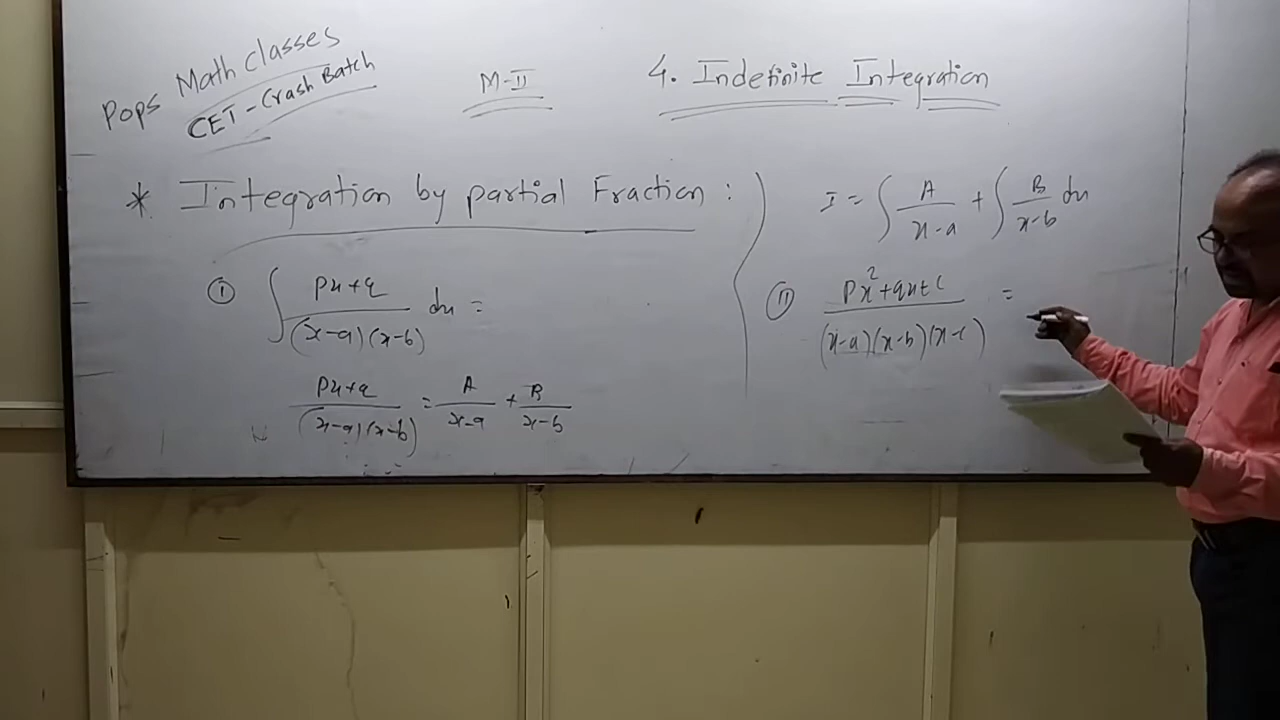 Pops Math Classes
CET - Crash Batch
M-II
4. Indefinite Integration
* Integration by partial Fraction :
① ∫ px+q / (x-a)(x-b) dx =
px+q / (x-a)(x-b) = A / x-a + B / x-b
I = ∫ A / x-a + ∫ B / x-b dx
② px²+qx+c / (x-a)(x-b)(x-c) =